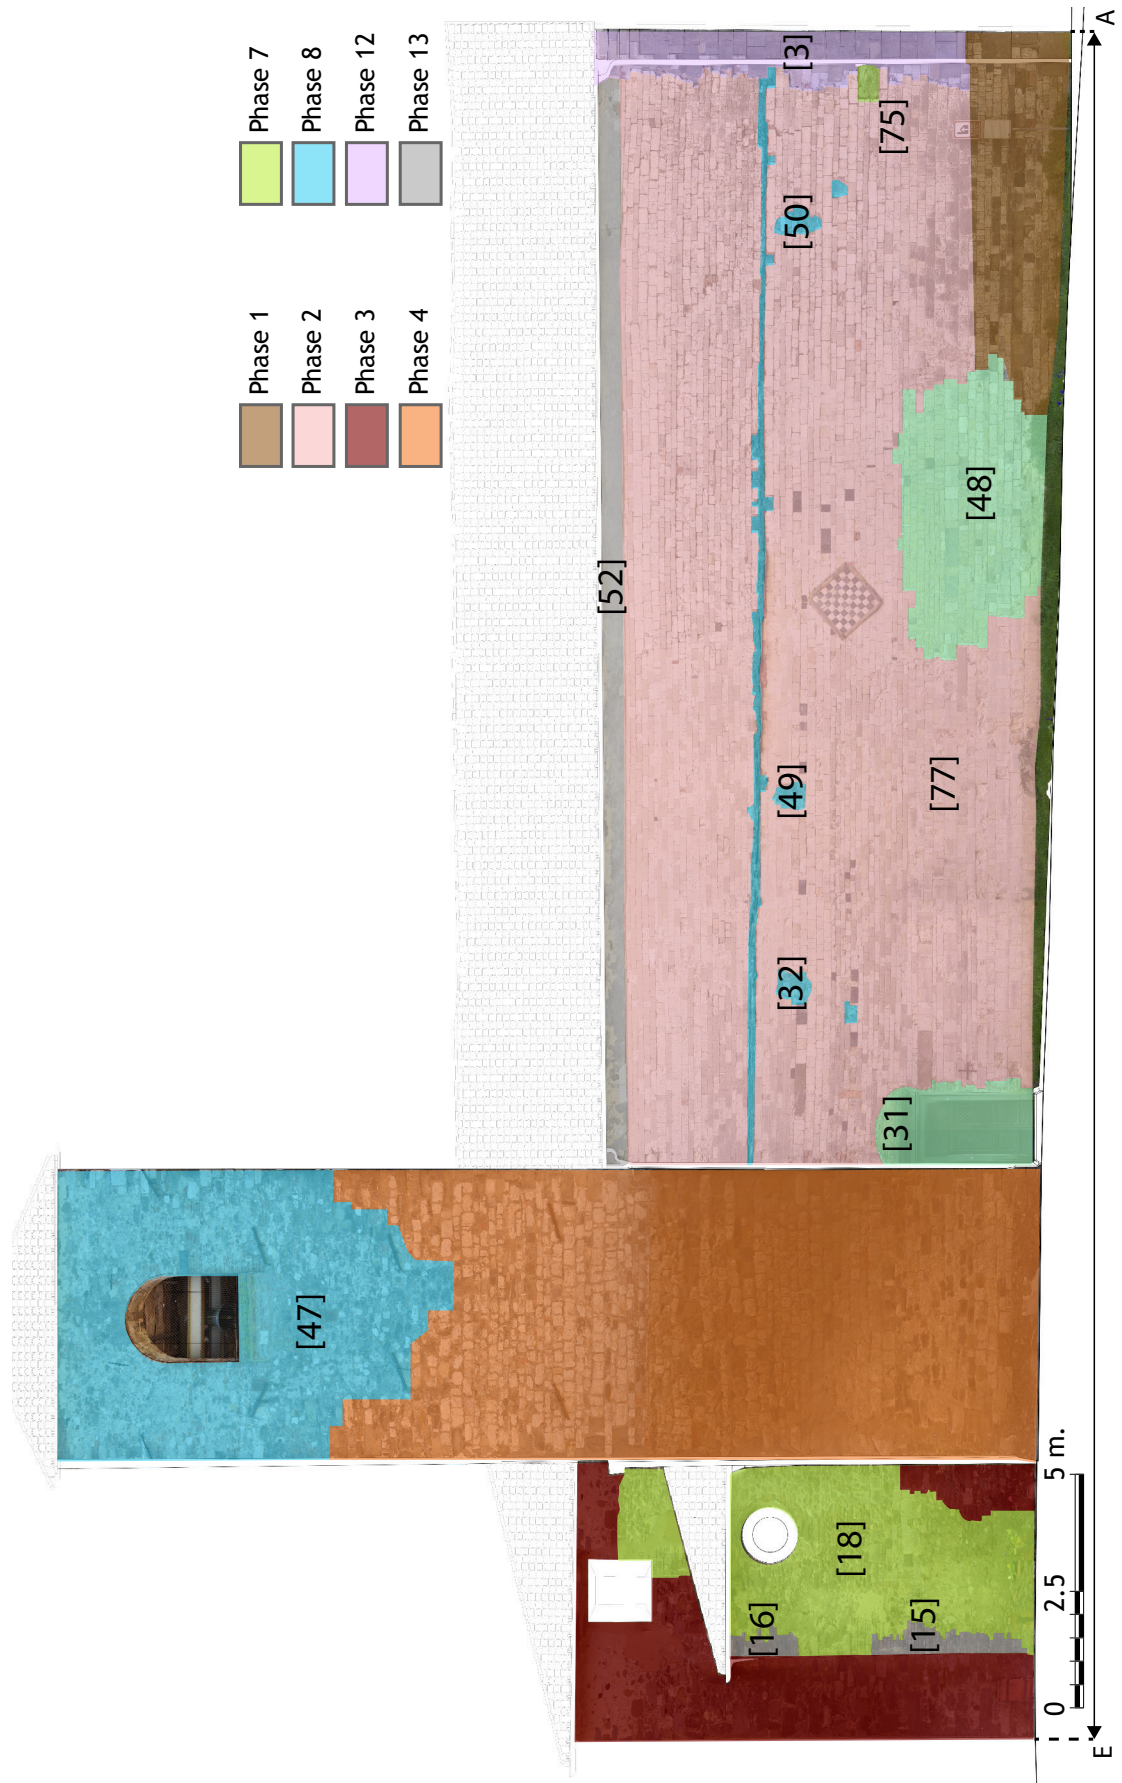 Phase 1
Phase 2
Phase 3
Phase 4
Phase 7
Phase 8
Phase 12
Phase 13
[47]
[52]
[3]
[75]
[50]
[32]
[49]
[48]
[77]
[31]
[16]
[18]
[15]
0 2.5 5 m.
E A